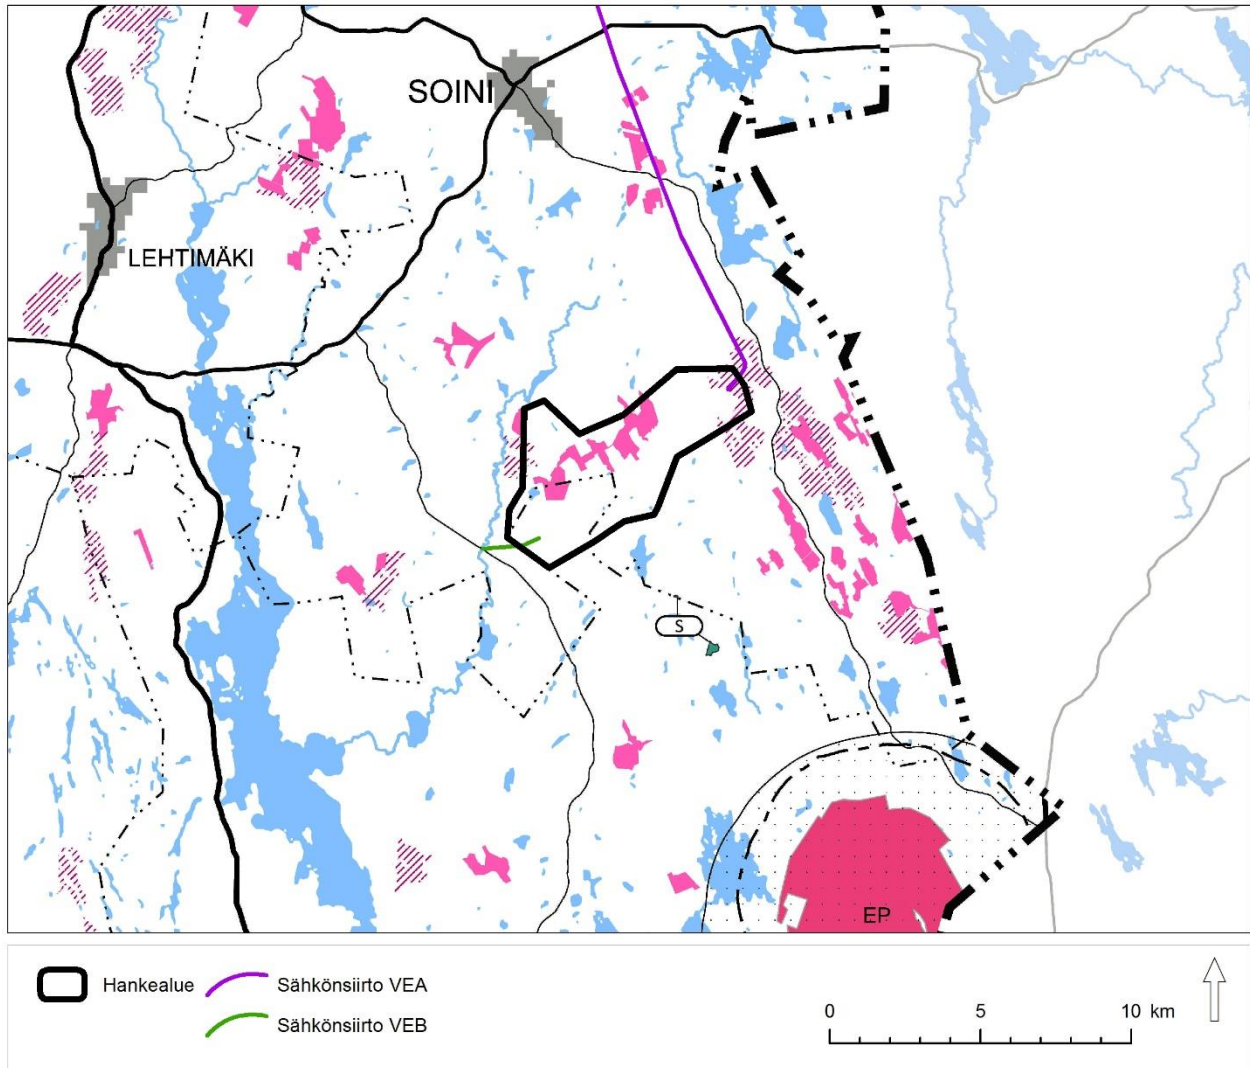 SOINI
LEHTIMÄKI
S
EP
Hankealue
Sähkönsiirto VEA
Sähkönsiirto VEB
0 5 10 km